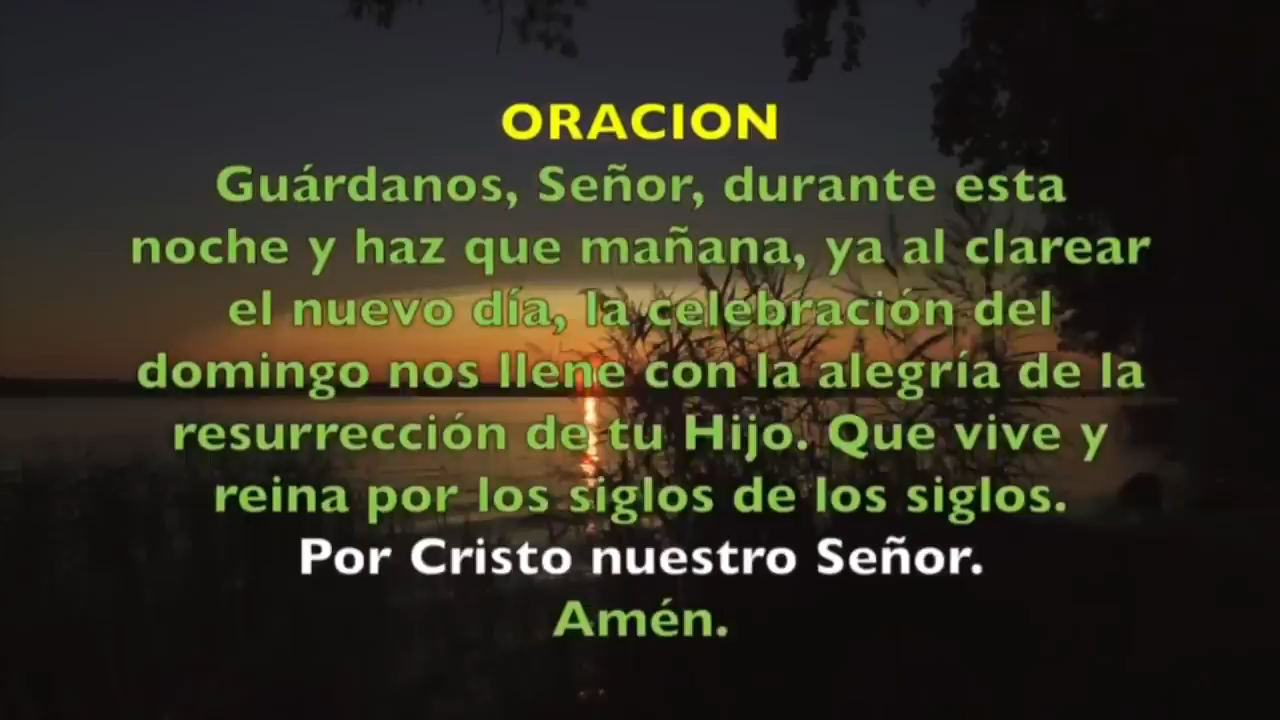 ORACION
Guárdanos, Señor, durante esta
noche y haz que mañana, ya al clarear
el nuevo día, la celebración del
domingo nos llene con la alegría de la
resurrección de tu Hijo. Que vive y
reina por los siglos de los siglos.
Por Cristo nuestro Señor.
Amén.